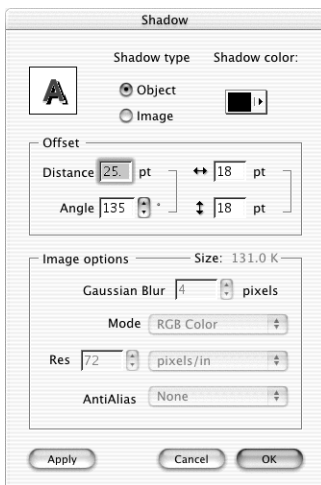 Shadow
Shadow type Shadow color:
A
Object
Image
Offset
Distance 25. pt ↔ 18 pt
Angle 135 ° ↕ 18 pt
Image options Size: 131.0 K
Gaussian Blur 4 pixels
Mode RGB Color
Res 72 pixels/in
AntiAlias None
Apply Cancel OK